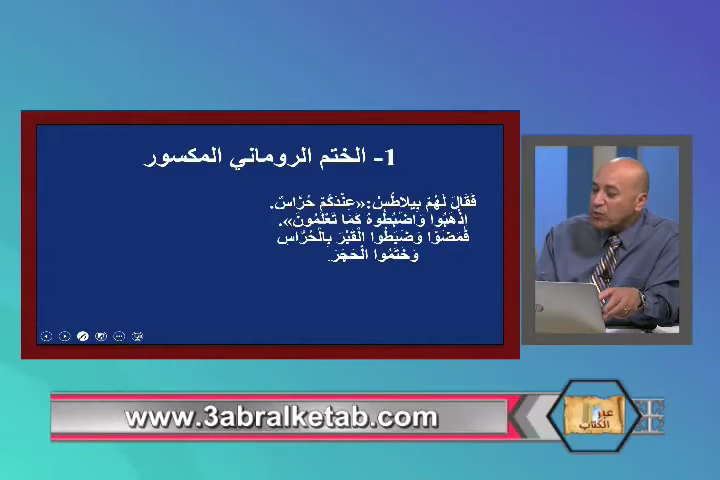 1- الختم الروماني المكسور
فَقَالَ لَهُمْ بِيلاَطُسُ:«عِنْدَكُمْ حُرَّاسٌ.
اِذْهَبُوا وَاضْبُطُوهُ كَمَا تَعْلَمُونَ».
فَمَضَوْا وَضَبَطُوا الْقَبْرَ بِالْحُرَّاسِ
وَخَتَمُوا الْحَجَرَ.
www.3abralketab.com
عبر
الكتاب